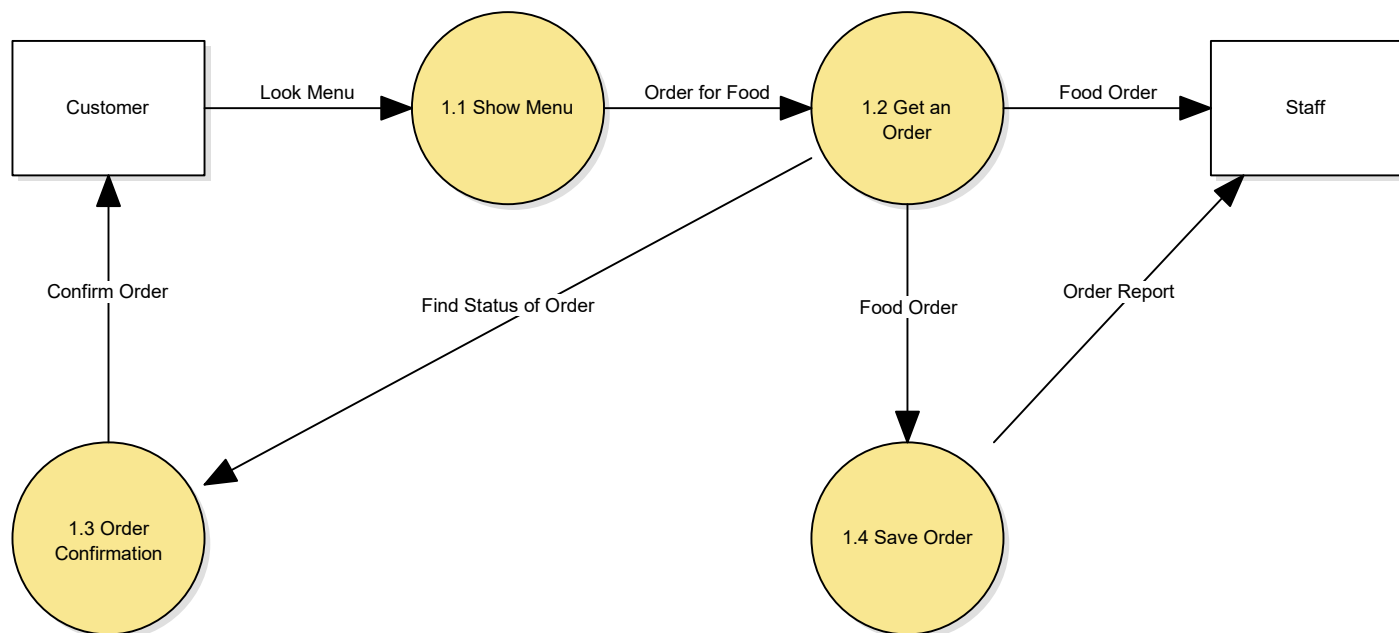 Customer
Look Menu
1.1 Show Menu
Order for Food
1.2 Get an
Order
Food Order
Staff
Confirm Order
Find Status of Order
Food Order
Order Report
1.3 Order
Confirmation
1.4 Save Order